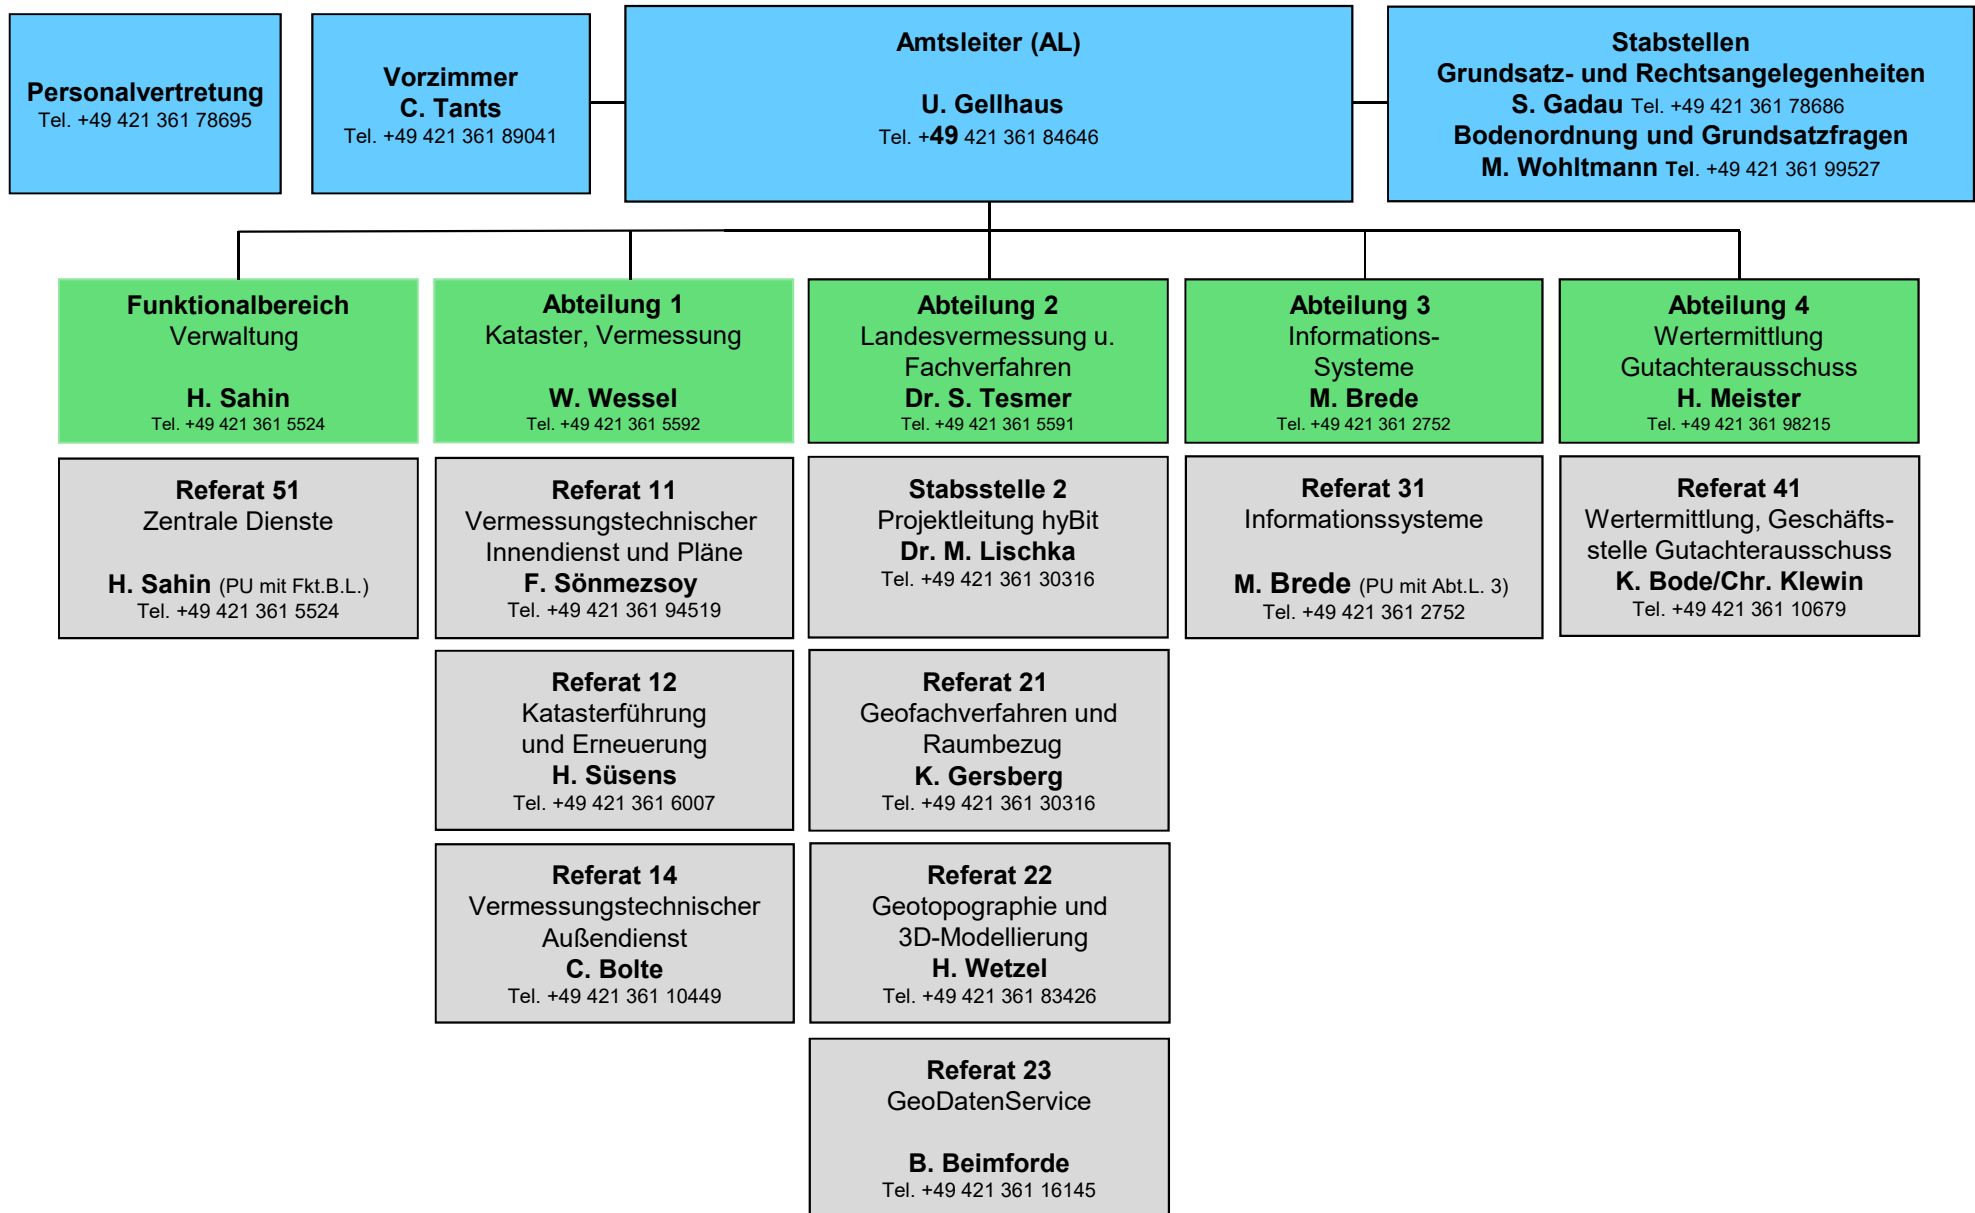 Personalvertretung
Tel. +49 421 361 78695
Vorzimmer
C. Tants
Tel. +49 421 361 89041
Amtsleiter (AL)
U. Gellhaus
Tel. +49 421 361 84646
Stabstellen
Grundsatz- und Rechtsangelegenheiten
S. Gadau Tel. +49 421 361 78686
Bodenordnung und Grundsatzfragen
M. Wohltmann Tel. +49 421 361 99527
Funktionalbereich
Verwaltung
H. Sahin
Tel. +49 421 361 5524
Abteilung 1
Kataster, Vermessung
W. Wessel
Tel. +49 421 361 5592
Abteilung 2
Landesvermessung u.
Fachverfahren
Dr. S. Tesmer
Tel. +49 421 361 5591
Abteilung 3
Informations-
Systeme
M. Brede
Tel. +49 421 361 2752
Abteilung 4
Wertermittlung
Gutachterausschuss
H. Meister
Tel. +49 421 361 98215
Referat 51
Zentrale Dienste
H. Sahin (PU mit Fkt.B.L.)
Tel. +49 421 361 5524
Referat 11
Vermessungstechnischer
Innendienst und Pläne
F. Sönmezsoy
Tel. +49 421 361 94519
Stabsstelle 2
Projektleitung hyBit
Dr. M. Lischka
Tel. +49 421 361 30316
Referat 31
Informationssysteme
M. Brede (PU mit Abt.L. 3)
Tel. +49 421 361 2752
Referat 41
Wertermittlung, Geschäfts-
stelle Gutachterausschuss
K. Bode/Chr. Klewin
Tel. +49 421 361 10679
Referat 12
Katasterführung
und Erneuerung
H. Süsens
Tel. +49 421 361 6007
Referat 21
Geofachverfahren und
Raumbezug
K. Gersberg
Tel. +49 421 361 30316
Referat 14
Vermessungstechnischer
Außendienst
C. Bolte
Tel. +49 421 361 10449
Referat 22
Geotopographie und
3D-Modellierung
H. Wetzel
Tel. +49 421 361 83426
Referat 23
GeoDatenService
B. Beimforde
Tel. +49 421 361 16145